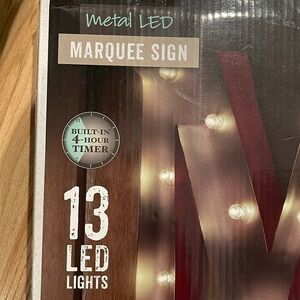 Metal LED
MARQUEE SIGN
BUILT-IN
4-HOUR
TIMER
13
LED
LIGHTS